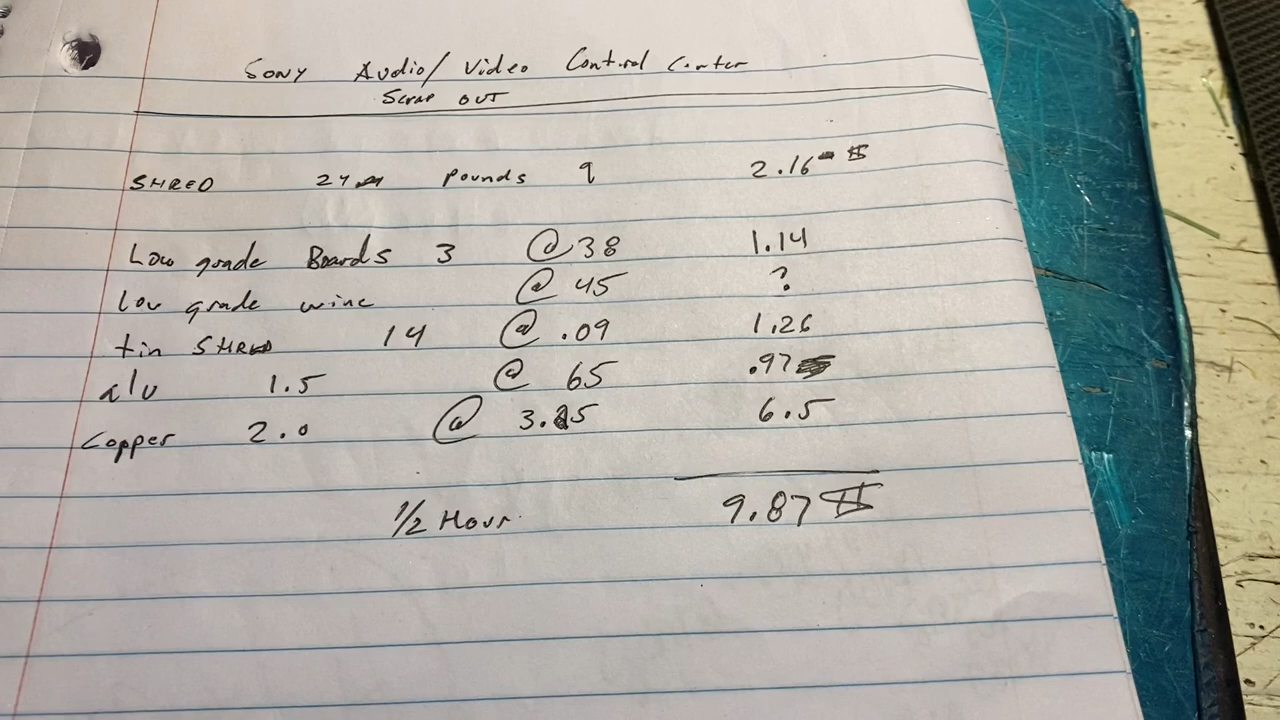 Sony Audio/Video Control Center
Scrap OUT
SHRED 24 pounds 9 2.16 $
Low grade Boards 3 @ 38 1.14
low grade wire @ 45 ?
tin SHRED 14 @ .09 1.26
alu 1.5 @ 65 .97
Copper 2.0 @ 3.25 6.5
1/2 Hour. 9.87 $